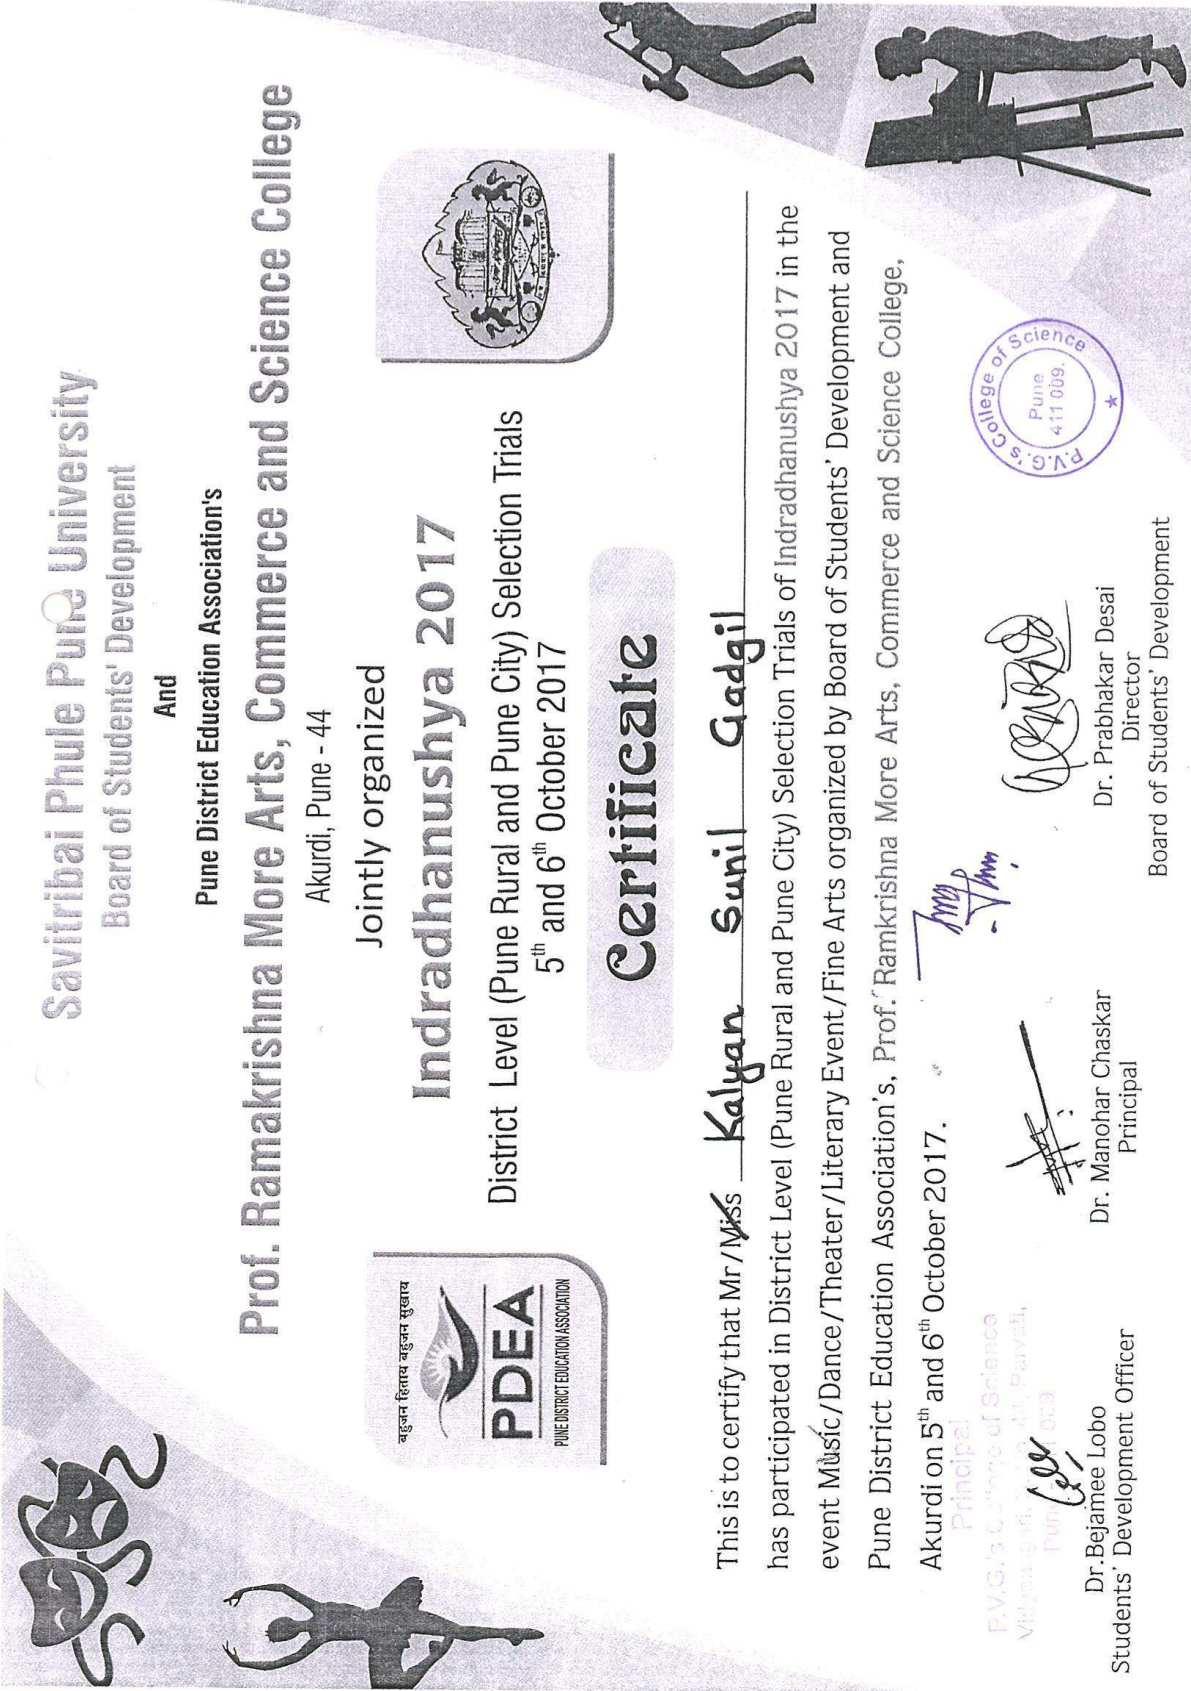 Savitribai Phule Pune University
Board of Students' Development
And
Pune District Education Association's
Prof. Ramakrishna More Arts, Commerce and Science College
Akurdi, Pune - 44
Jointly organized
Indradhanushya 2017
District Level (Pune Rural and Pune City) Selection Trials
5th and 6th October 2017
बहुजन हिताय बहुजन सुखाय
PDEA
PUNE DISTRICT EDUCATION ASSOCIATION
Certificate
This is to certify that Mr/Miss Kalyan Sunil Gadgil
has participated in District Level (Pune Rural and Pune City) Selection Trials of Indradhanushya 2017 in the
event Music/Dance/Theater/Literary Event/Fine Arts organized by Board of Students' Development and
Pune District Education Association's, Prof. Ramkrishna More Arts, Commerce and Science College,
Akurdi on 5th and 6th October 2017.
Principal
P.V.G.'s College of Science
Parvati,
P.V.G.'s College of Science
Pune
411 009.
Dr.Bejamee Lobo
Students' Development Officer
Dr. Manohar Chaskar
Principal
Dr. Prabhakar Desai
Director
Board of Students' Development